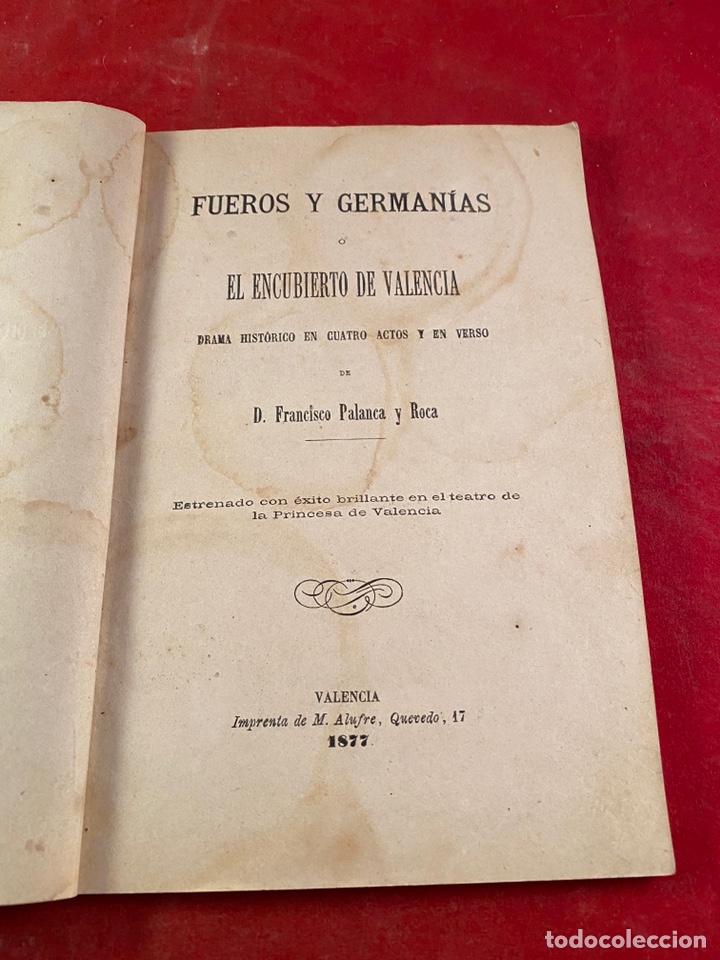 FUEROS Y GERMANÍAS
Ó
EL ENCUBIERTO DE VALENCIA
DRAMA HISTÓRICO EN CUATRO ACTOS Y EN VERSO
DE
D. Francisco Palanca y Roca
Estrenado con éxito brillante en el teatro de
la Princesa de Valencia
VALENCIA
Imprenta de M. Alufre, Quevedo, 17
1877
todocoleccion